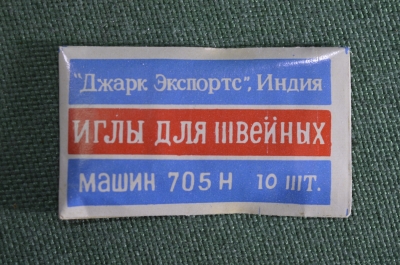 "Джарк Экспортс", Индия
иглы для швейных
машин 705 Н 10 шт.